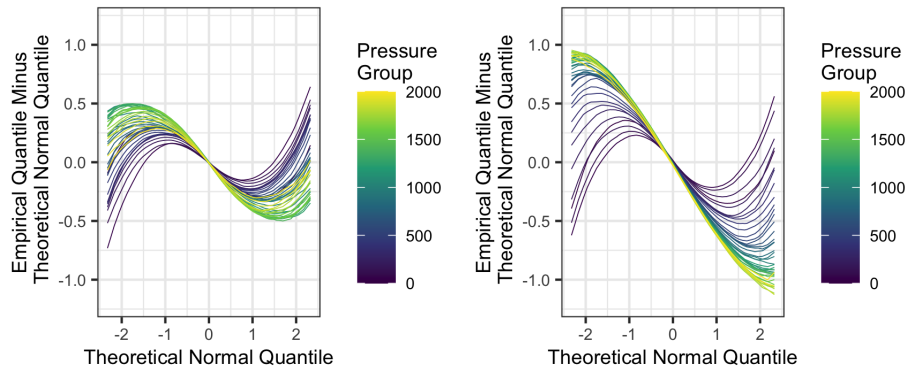 Empirical Quantile Minus
Theoretical Normal Quantile
1.0
0.5
0.0
-0.5
-1.0
-2 -1 0 1 2
Theoretical Normal Quantile
Pressure
Group
2000
1500
1000
500
0
Empirical Quantile Minus
Theoretical Normal Quantile
1.0
0.5
0.0
-0.5
-1.0
-2 -1 0 1 2
Theoretical Normal Quantile
Pressure
Group
2000
1500
1000
500
0